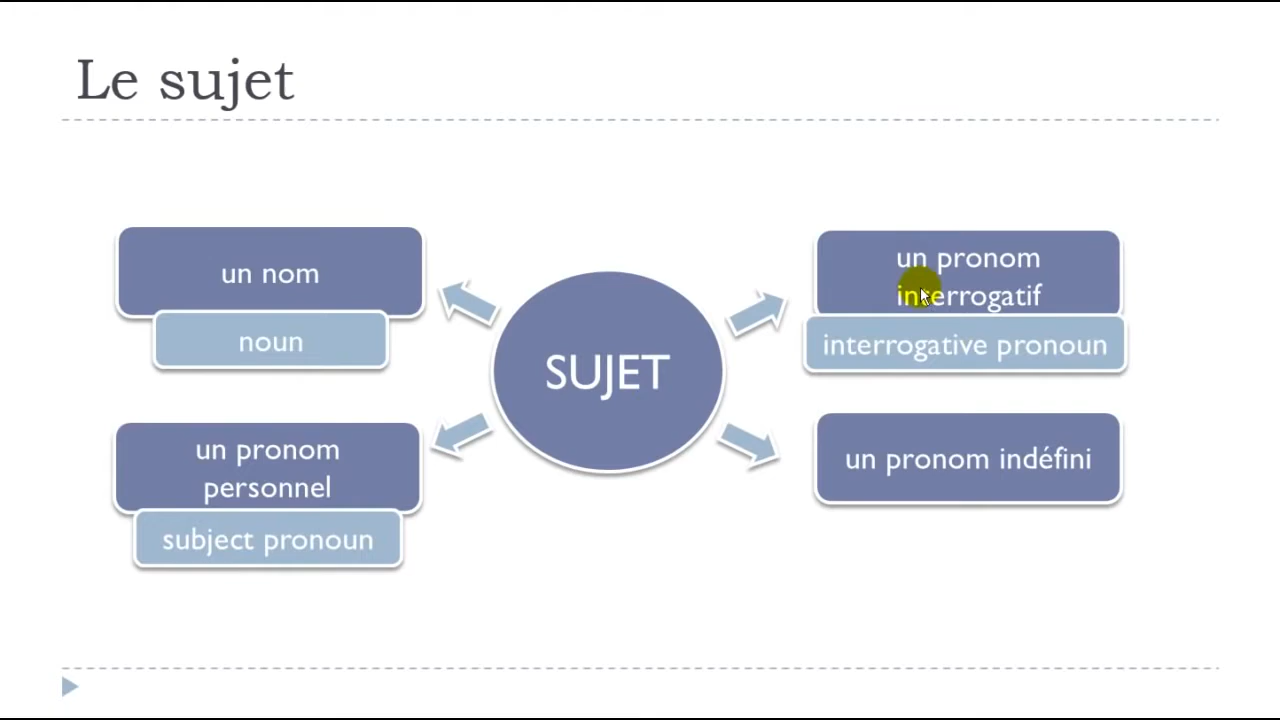 Le sujet
un nom
noun
un pronom
personnel
subject pronoun
SUJET
un pronom
interrogatif
interrogative pronoun
un pronom indéfini